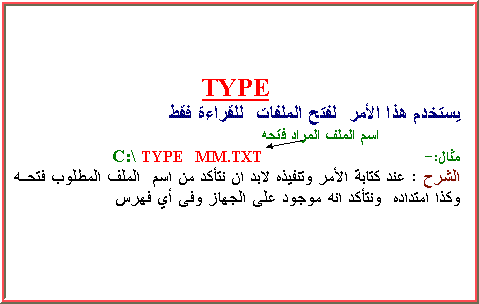 TYPE
يستخدم هذا الأمر لفتح الملفات للقراءة فقط
اسم الملف المراد فتحه
مثال:- C:\ TYPE MM.TXT
الشرح : عند كتابة الأمر وتنفيذه لابد ان نتأكد من اسم الملف المطلوب فتحـه
وكذا امتداده ونتأكد انه موجود على الجهاز وفى أي فهرس